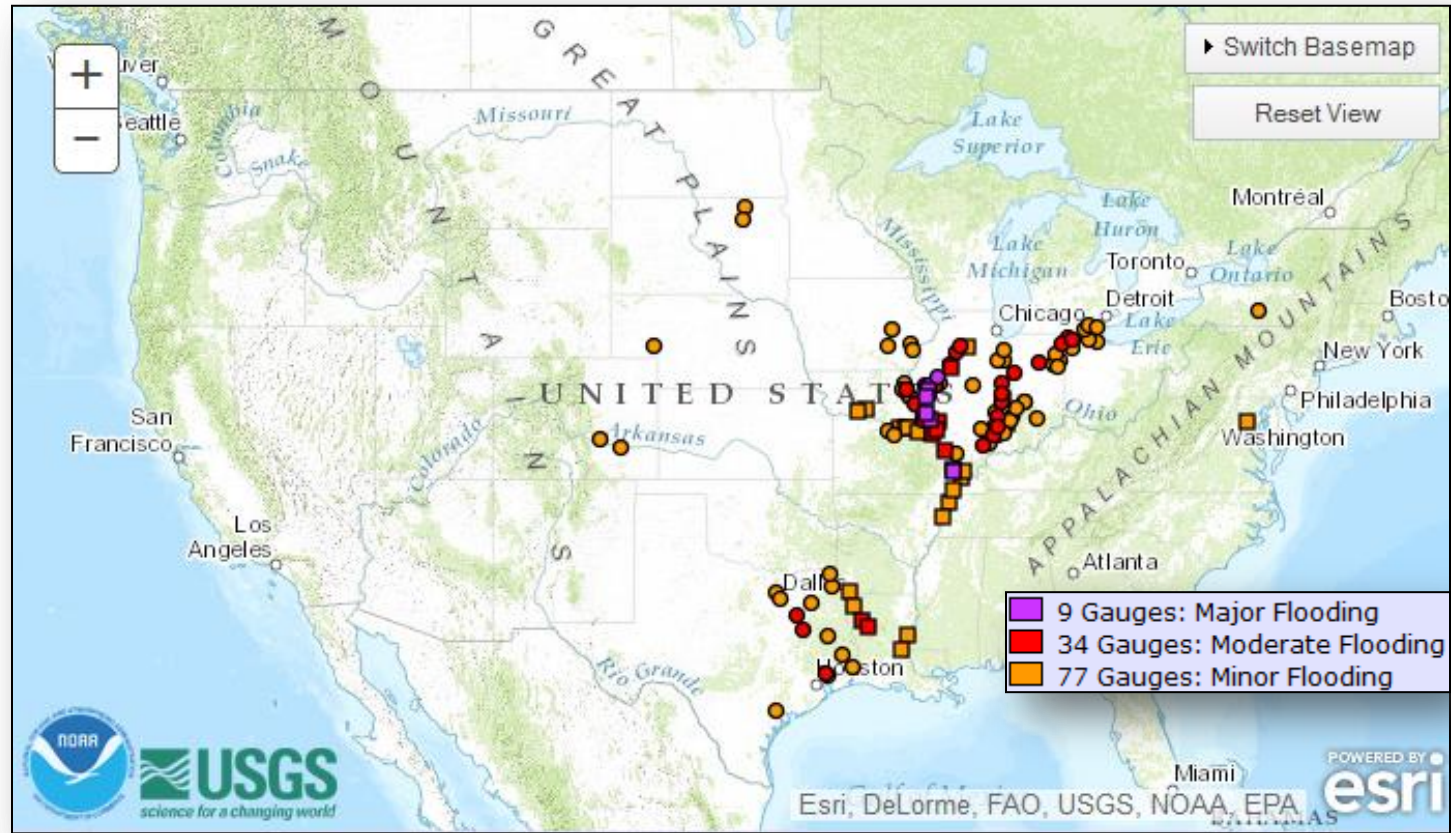 +
−
▸ Switch Basemap
Reset View
Seattle
Columbia
Snake
Missouri
GREAT PLAINS
MOUNTAINS
Lake
Superior
Montréal
Lake
Huron
Lake
Michigan
Toronto
Lake
Ontario
Mississippi
Chicago
Detroit
Lake
Erie
Bosto
New York
Philadelphia
Washington
APPALACHIAN MOUNTAINS
UNITED STATES
Ohio
San
Francisco
Colorado
Arkansas
Los
Angeles
Atlanta
Dallas
Houston
Rio Grande
9 Gauges: Major Flooding
34 Gauges: Moderate Flooding
77 Gauges: Minor Flooding
Miami
NOAA
USGS
science for a changing world
Esri, DeLorme, FAO, USGS, NOAA, EPA
POWERED BY
esri